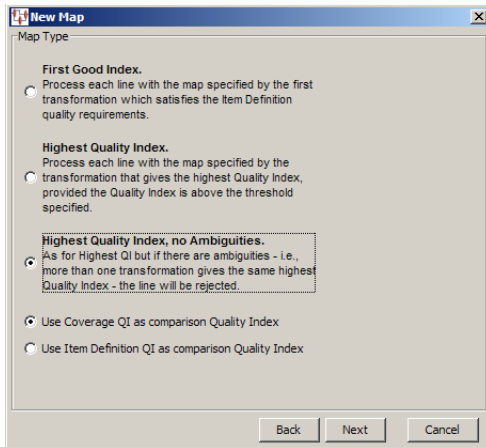 New Map
Map Type
First Good Index.
Process each line with the map specified by the first
transformation which satisfies the Item Definition
quality requirements.
Highest Quality Index.
Process each line with the map specified by the
transformation that gives the highest Quality Index,
provided the Quality Index is above the threshold
specified.
Highest Quality Index, no Ambiguities.
As for Highest QI but if there are ambiguities - i.e.,
more than one transformation gives the same highest
Quality Index - the line will be rejected.
Use Coverage QI as comparison Quality Index
Use Item Definition QI as comparison Quality Index
Back Next Cancel